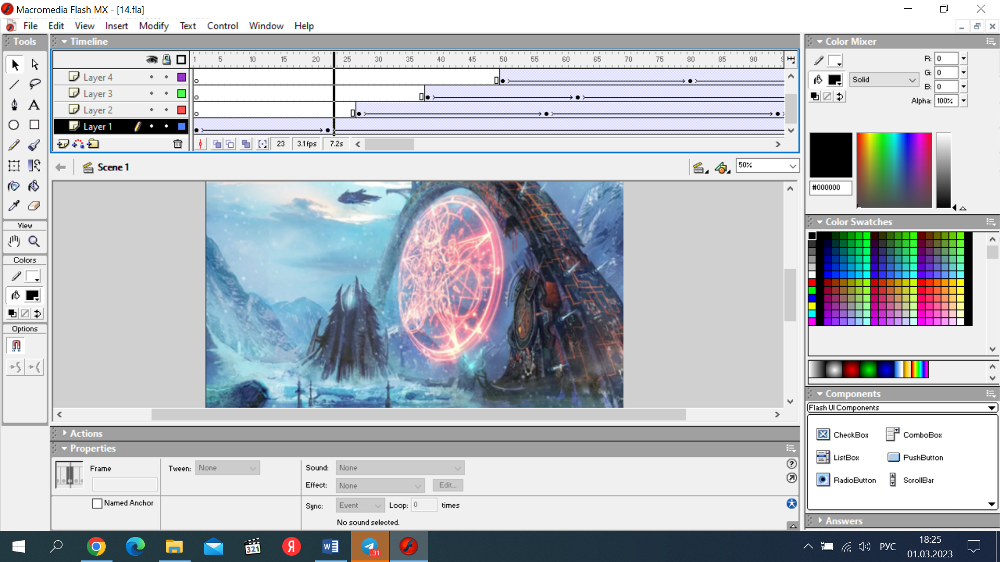 Macromedia Flash MX - [14.fla]
File Edit View Insert Modify Text Control Window Help
Tools
Timeline
1 5 10 15 20 25 30 35 40 45 50 55 60 65 70 75 80 85 90
Layer 4
Layer 3
Layer 2
Layer 1
23 3.1fps 7.2s
Scene 1
50%
View
Colors
Options
Actions
Properties
Frame
Tween: None
Named Anchor
Sound: None
Effect: None Edit...
Sync: Event Loop: 0 times
No sound selected.
Color Mixer
R: 0
G: 0
Solid
B: 0
Alpha: 100%
#000000
Color Swatches
Components
Flash UI Components
CheckBox ComboBox
ListBox PushButton
RadioButton ScrollBar
Answers
321
Я
W
..31
РУС
18:25
01.03.2023